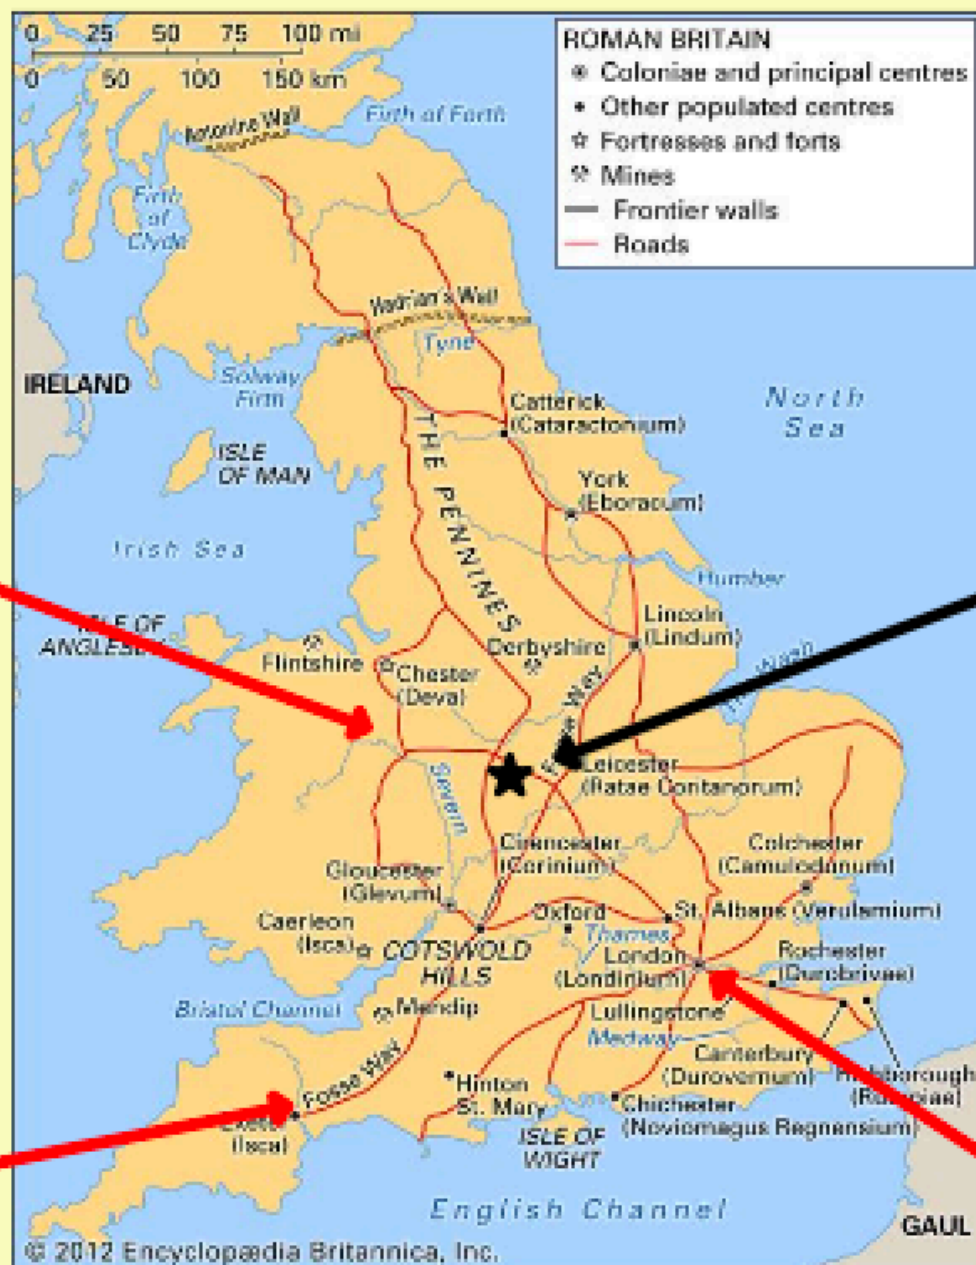 0 25 50 75 100 mi
0 50 100 150 km
ROMAN BRITAIN
Coloniae and principal centres
Other populated centres
Fortresses and forts
Mines
Frontier walls
Roads
Antonine Wall
Firth of Forth
Firth
of
Clyde
Hadrian's Wall
Tyne
IRELAND
Solway
Firth
North
Sea
Catterick
(Cataractonium)
ISLE
OF MAN
THE PENNINES
York
(Eboracum)
Irish Sea
Humber
ISLE OF
Lincoln
(Lindum)
Flintshire
Derbyshire
Chester
(Deva)
Way
Wash
Leicester
(Ratae Coritanorum)
Severn
Cirencester
(Corinium)
Colchester
(Camulodunum)
Gloucester
(Glevum)
Caerleon
(Isca)
COTSWOLD
HILLS
Oxford
Thames
St. Albans (Verulamium)
London
(Londinium)
Rochester
(Durobrivae)
Bristol Channel
Mendip
Lullingstone
Medway
Canterbury
(Durovernum)
Fosse Way
Hinton
St. Mary
Chichester
(Noviomagus Regnensium)
(Isca)
ISLE OF
WIGHT
English Channel
GAUL
© 2012 Encyclopædia Britannica, Inc.